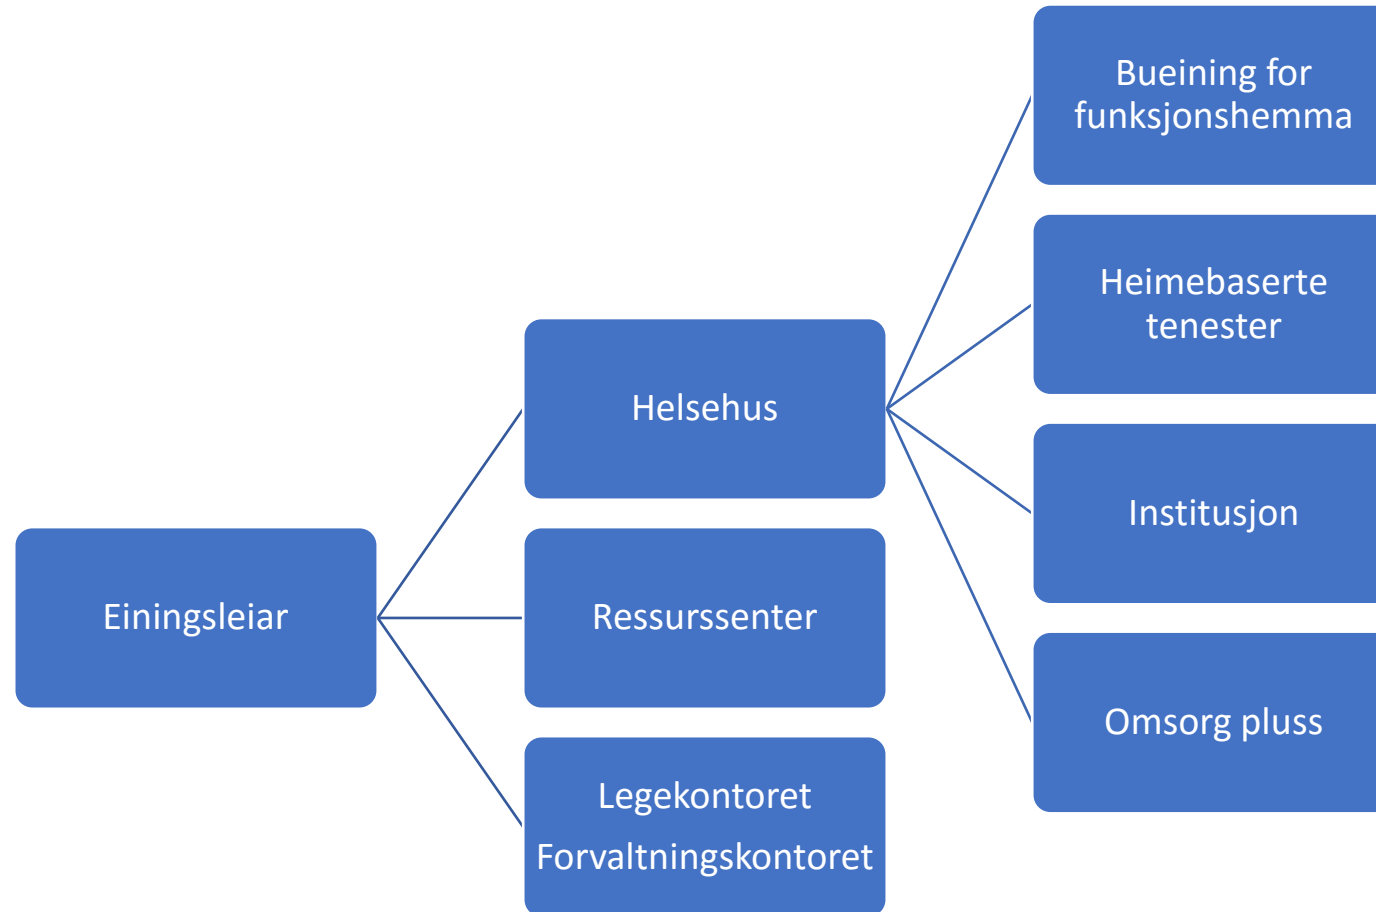 Einingsleiar
Helsehus
Ressurssenter
Legekontoret
Forvaltningskontoret
Bueining for
funksjonshemma
Heimebaserte
tenester
Institusjon
Omsorg pluss